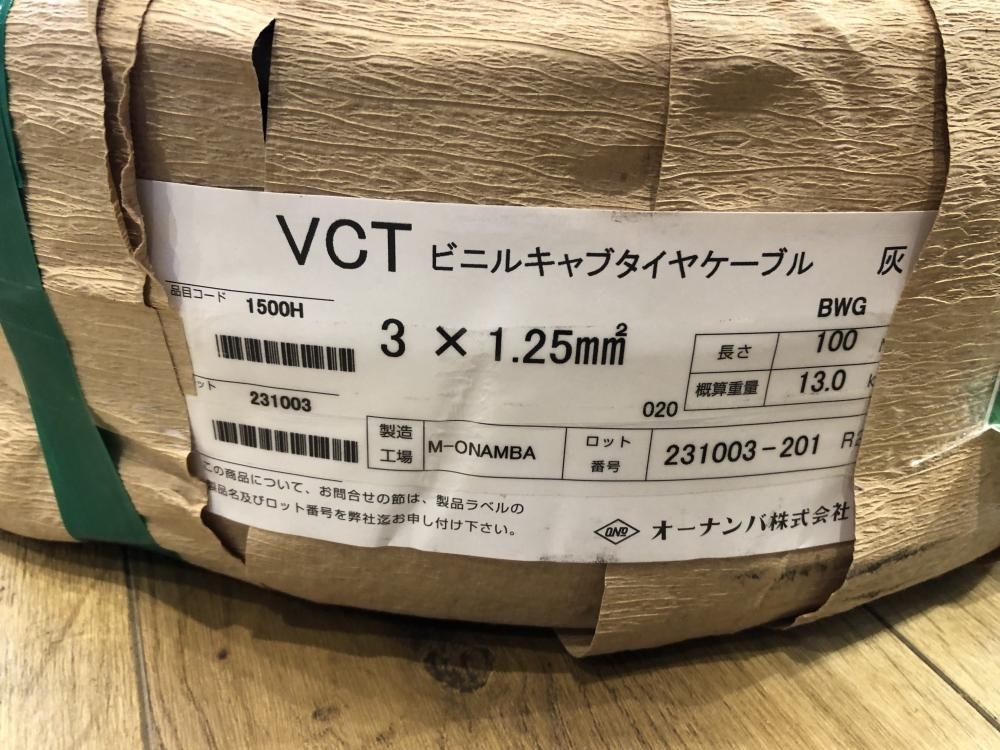 VCT ビニルキャブタイヤケーブル 灰
品目コード 1500H
BWG
3 × 1.25mm²
長さ 100
概算重量 13.0
ット 231003
020
製造工場 M-ONAMBA ロット番号 231003-201
この商品について、お問合せの節は、製品ラベルの
製品名及びロット番号を弊社迄お申し付け下さい。
OND オーナンバ株式会社